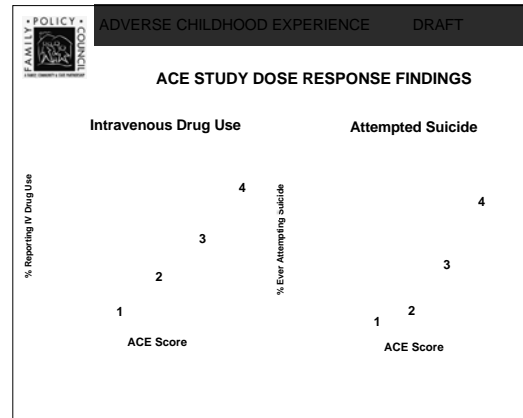 POLICY
FAMILY
COUNCIL
ADVERSE CHILDHOOD EXPERIENCE DRAFT
ACE STUDY DOSE RESPONSE FINDINGS
Intravenous Drug Use
% Reporting IV Drug Use
4
3
2
1
ACE Score
Attempted Suicide
% Ever Attempting Suicide
4
3
2
1
ACE Score